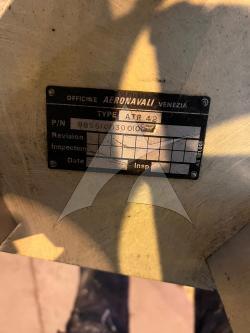 OFFICINE AERONAVALI VENEZIA
TYPE ATR 42
P/N
Revision
Inspection
Date Insp